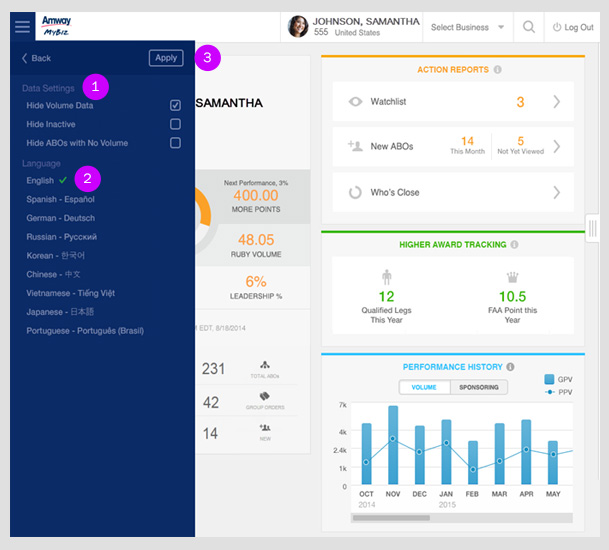 Amway
MyBiz
JOHNSON, SAMANTHA
555 United States
Select Business
Log Out
Back
Apply
3
Data Settings
1
Hide Volume Data
Hide Inactive
Hide ABOs with No Volume
Language
English
2
Spanish - Español
German - Deutsch
Russian - Русский
Korean - 한국어
Chinese - 中文
Vietnamese - Tiếng Việt
Japanese - 日本語
Portuguese - Português (Brasil)
SAMANTHA
Next Performance, 3%
400.00
MORE POINTS
48.05
RUBY VOLUME
6%
LEADERSHIP %
EDT, 8/18/2014
231
TOTAL ABOs
42
GROUP ORDERS
14
NEW
ACTION REPORTS
Watchlist
3
New ABOs
14
This Month
5
Not Yet Viewed
Who's Close
HIGHER AWARD TRACKING
12
Qualified Legs
This Year
10.5
FAA Point this
Year
PERFORMANCE HISTORY
VOLUME
SPONSORING
GPV
PPV
7k
4k
2.4k
1k
0
OCT NOV DEC JAN FEB MAR APR MAY
2014 2015